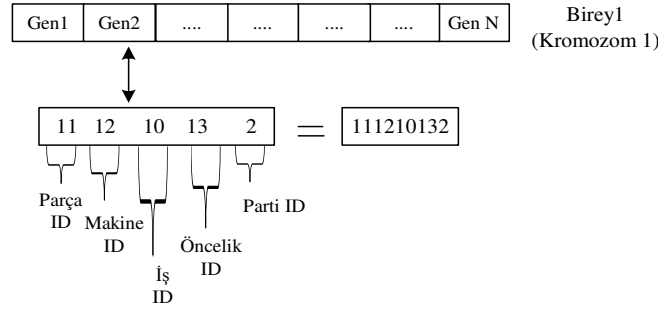 Gen1 Gen2 .... .... .... .... Gen N
Birey1
(Kromozom 1)
11 12 10 13 2 = 111210132
Parça
ID
Makine
ID
İş
ID
Öncelik
ID
Parti ID